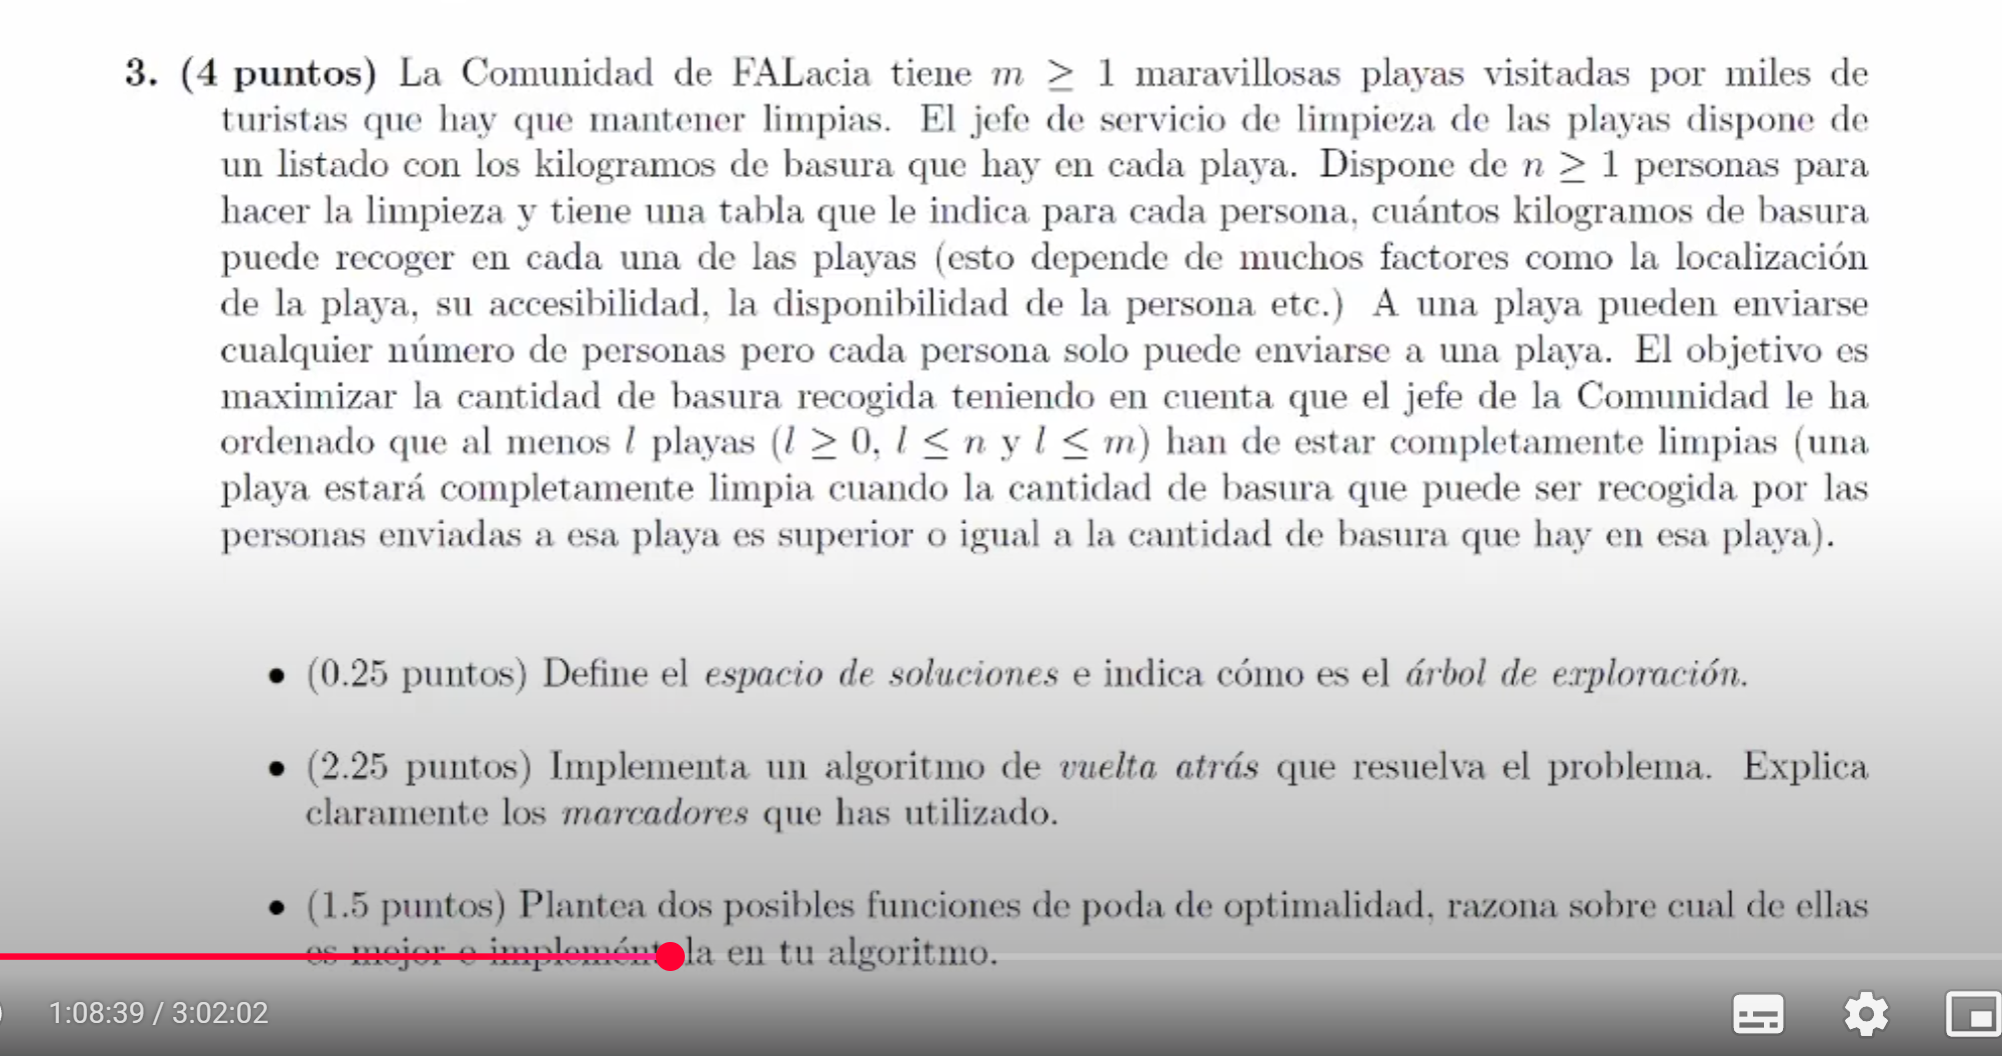 3. (4 puntos) La Comunidad de FALacia tiene m ≥ 1 maravillosas playas visitadas por miles de
turistas que hay que mantener limpias. El jefe de servicio de limpieza de las playas dispone de
un listado con los kilogramos de basura que hay en cada playa. Dispone de n ≥ 1 personas para
hacer la limpieza y tiene una tabla que le indica para cada persona, cuántos kilogramos de basura
puede recoger en cada una de las playas (esto depende de muchos factores como la localización
de la playa, su accesibilidad, la disponibilidad de la persona etc.) A una playa pueden enviarse
cualquier número de personas pero cada persona solo puede enviarse a una playa. El objetivo es
maximizar la cantidad de basura recogida teniendo en cuenta que el jefe de la Comunidad le ha
ordenado que al menos l playas (l ≥ 0, l ≤ n y l ≤ m) han de estar completamente limpias (una
playa estará completamente limpia cuando la cantidad de basura que puede ser recogida por las
personas enviadas a esa playa es superior o igual a la cantidad de basura que hay en esa playa).
• (0.25 puntos) Define el espacio de soluciones e indica cómo es el árbol de exploración.
• (2.25 puntos) Implementa un algoritmo de vuelta atrás que resuelva el problema. Explica
claramente los marcadores que has utilizado.
• (1.5 puntos) Plantea dos posibles funciones de poda de optimalidad, razona sobre cual de ellas
es mejor e impleméntala en tu algoritmo.
1:08:39 / 3:02:02